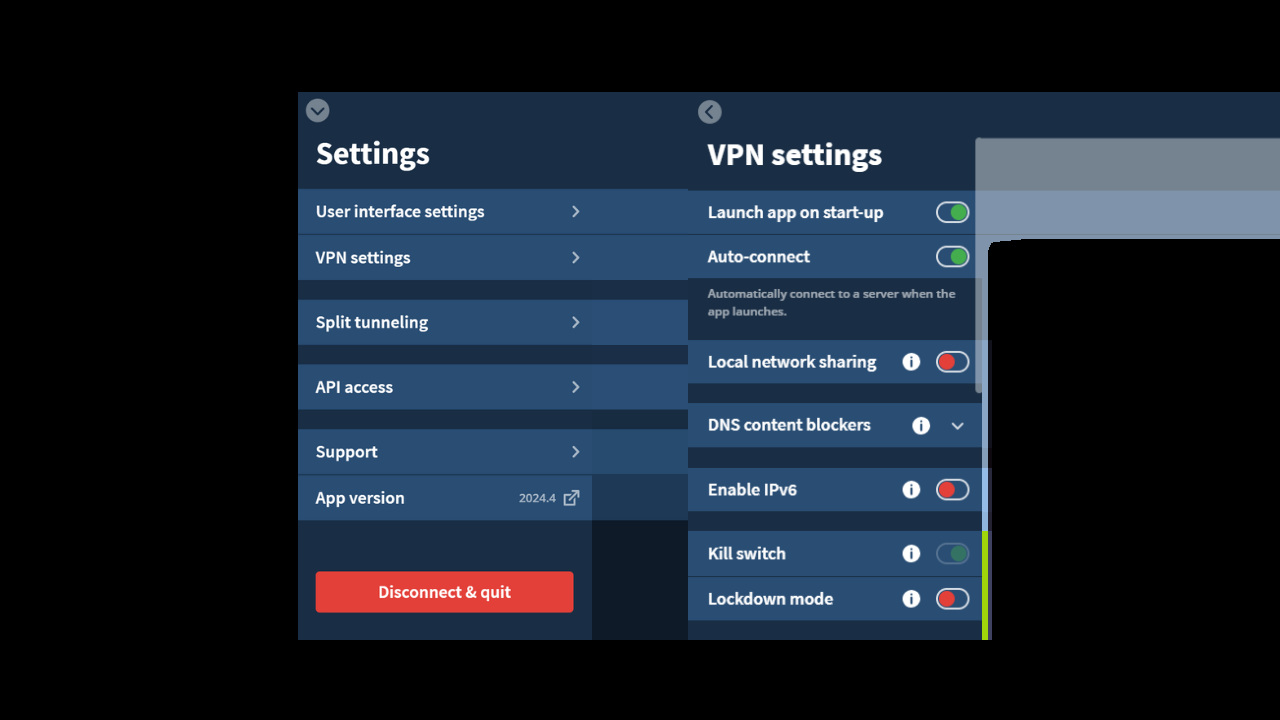 Settings
User interface settings
VPN settings
Split tunneling
API access
Support
App version 2024.4
Disconnect & quit
VPN settings
Launch app on start-up
Auto-connect
Automatically connect to a server when the
app launches.
Local network sharing
DNS content blockers
Enable IPv6
Kill switch
Lockdown mode